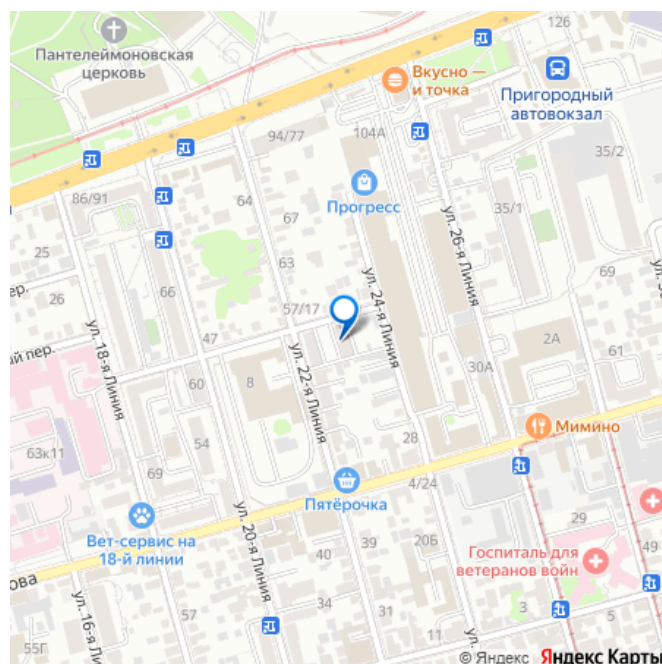 126
Пантелеймоновская
церковь
Вкусно —
и точка
Пригородный
автовокзал
94/77
104А
35/2
86/91
64
67
Прогресс
35/1
ул. 26-я Линия
25
63
ул. 24-я Линия
69
пер.
26
66
57/17
47
ый пер.
2А
61
ул. 18-я Линия
ул. 22-я Линия
60
8
30А
54
63к11
28
Мимино
69
Пятёрочка
4/24
49
Вет-сервис на
18-й линии
ул. 20-я Линия
29
ова
40
39
20Б
Госпиталь для
ветеранов войн
ул. 16-я Линия
34
31
3
5
11
ул.
55Г
© Яндекс Яндекс Карты